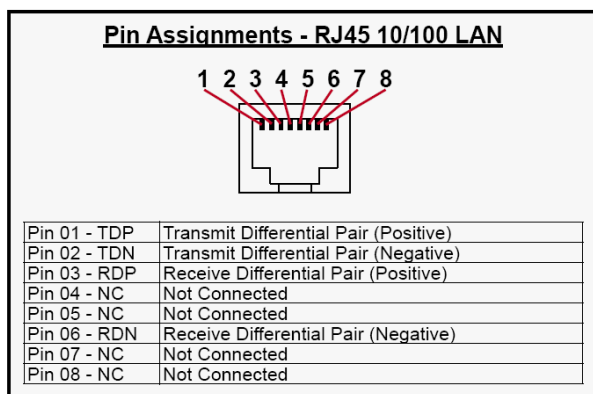 Pin Assignments - RJ45 10/100 LAN
1 2 3 4 5 6 7 8
Pin 01 - TDP Transmit Differential Pair (Positive)
Pin 02 - TDN Transmit Differential Pair (Negative)
Pin 03 - RDP Receive Differential Pair (Positive)
Pin 04 - NC Not Connected
Pin 05 - NC Not Connected
Pin 06 - RDN Receive Differential Pair (Negative)
Pin 07 - NC Not Connected
Pin 08 - NC Not Connected